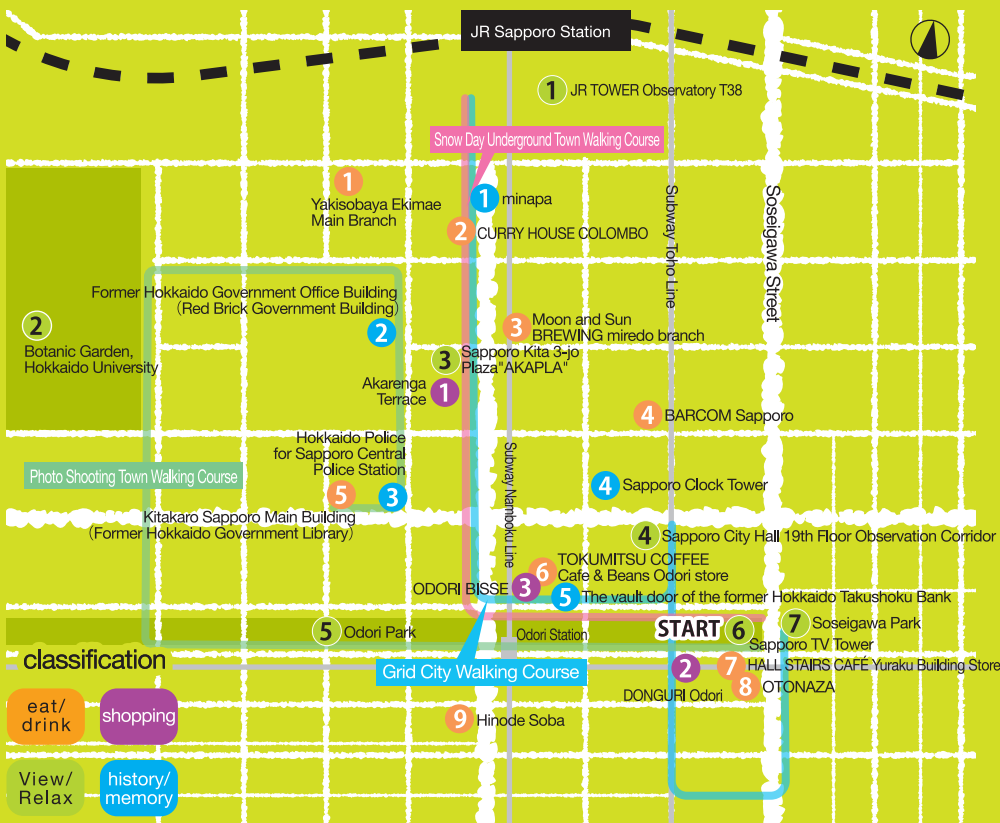 JR Sapporo Station
1 JR TOWER Observatory T38
Snow Day Underground Town Walking Course
1
Yakisobaya Ekimae
Main Branch
1 minapa
2 CURRY HOUSE COLOMBO
Subway Toho Line
Soseigawa Street
Former Hokkaido Government Office Building
(Red Brick Government Building)
2
2
Botanic Garden,
Hokkaido University
3 Moon and Sun
BREWING miredo branch
3 Sapporo Kita 3-jo
Plaza"AKAPLA"
Akarenga
Terrace
1
4 BARCOM Sapporo
Hokkaido Police
for Sapporo Central
Police Station
Photo Shooting Town Walking Course
5
3
Subway Namboku Line
4 Sapporo Clock Tower
Kitakaro Sapporo Main Building
(Former Hokkaido Government Library)
4 Sapporo City Hall 19th Floor Observation Corridor
6 TOKUMITSU COFFEE
Cafe & Beans Odori store
ODORI BISSE 3
5 The vault door of the former Hokkaido Takushoku Bank
5 Odori Park
Odori Station
START 6
Sapporo TV Tower
7 Soseigawa Park
Grid City Walking Course
2
DONGURI Odori
7 HALL STAIRS CAFÉ Yuraku Building Store
8 OTONAZA
9 Hinode Soba
classification
eat/
drink
shopping
View/
Relax
history/
memory